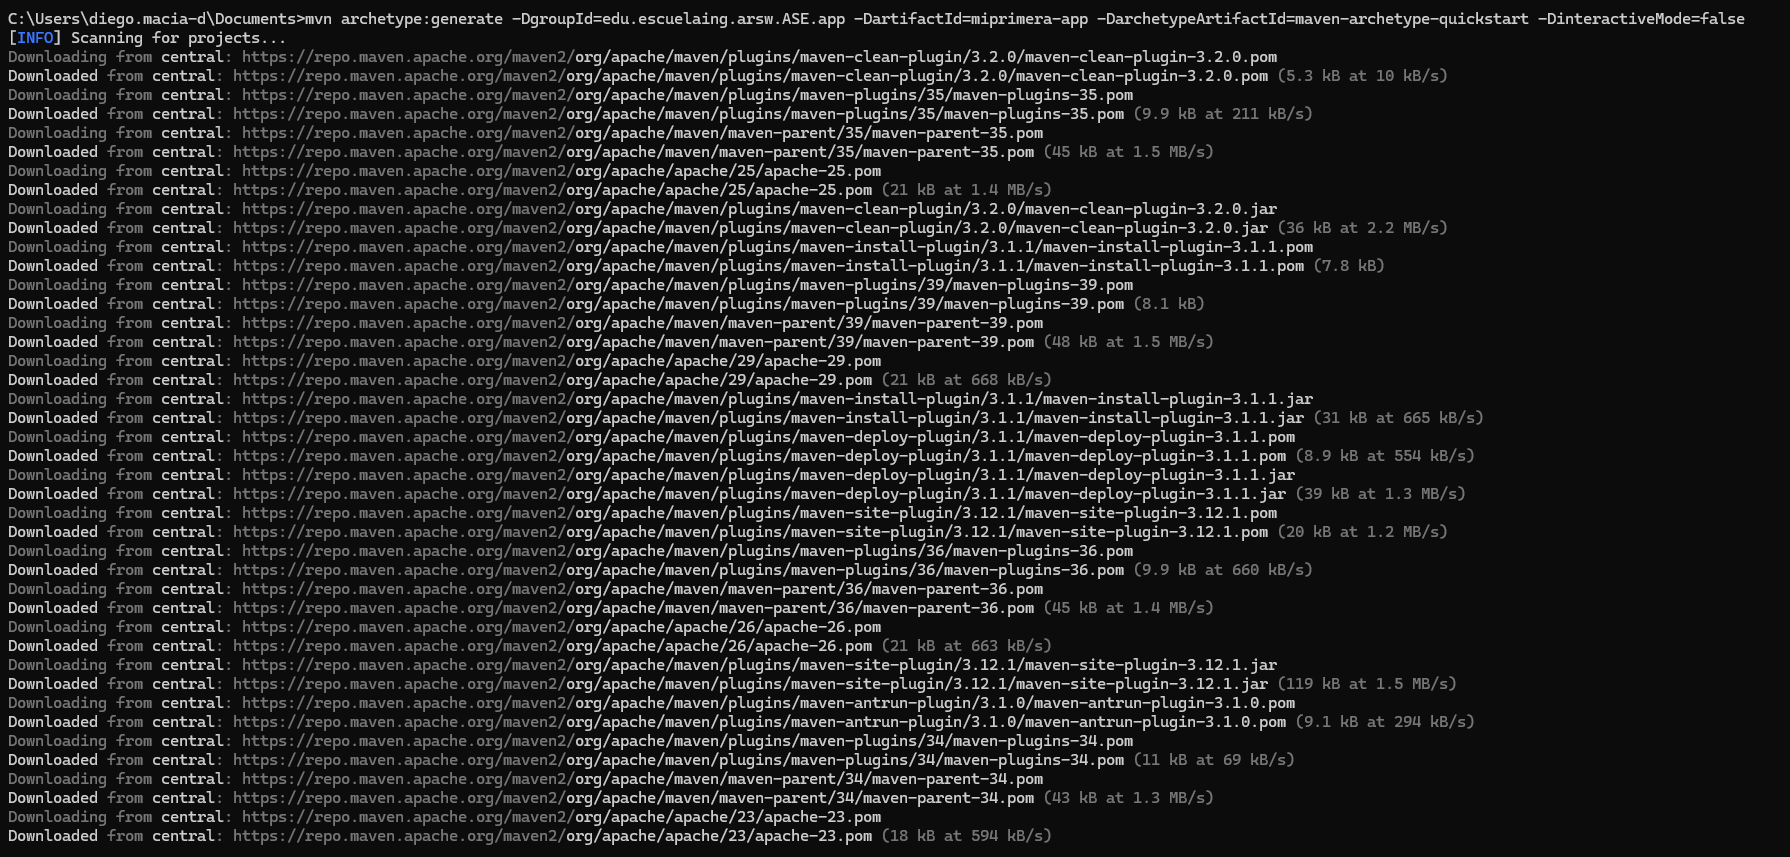 C:\Users\diego.macia-d\Documents>mvn archetype:generate -DgroupId=edu.escuelaing.arsw.ASE.app -DartifactId=miprimera-app -DarchetypeArtifactId=maven-archetype-quickstart -DinteractiveMode=false
[INFO] Scanning for projects...
Downloading from central: https://repo.maven.apache.org/maven2/org/apache/maven/plugins/maven-clean-plugin/3.2.0/maven-clean-plugin-3.2.0.pom
Downloaded from central: https://repo.maven.apache.org/maven2/org/apache/maven/plugins/maven-clean-plugin/3.2.0/maven-clean-plugin-3.2.0.pom (5.3 kB at 10 kB/s)
Downloading from central: https://repo.maven.apache.org/maven2/org/apache/maven/plugins/maven-plugins/35/maven-plugins-35.pom
Downloaded from central: https://repo.maven.apache.org/maven2/org/apache/maven/plugins/maven-plugins/35/maven-plugins-35.pom (9.9 kB at 211 kB/s)
Downloading from central: https://repo.maven.apache.org/maven2/org/apache/maven/maven-parent/35/maven-parent-35.pom
Downloaded from central: https://repo.maven.apache.org/maven2/org/apache/maven/maven-parent/35/maven-parent-35.pom (45 kB at 1.5 MB/s)
Downloading from central: https://repo.maven.apache.org/maven2/org/apache/apache/25/apache-25.pom
Downloaded from central: https://repo.maven.apache.org/maven2/org/apache/apache/25/apache-25.pom (21 kB at 1.4 MB/s)
Downloading from central: https://repo.maven.apache.org/maven2/org/apache/maven/plugins/maven-clean-plugin/3.2.0/maven-clean-plugin-3.2.0.jar
Downloaded from central: https://repo.maven.apache.org/maven2/org/apache/maven/plugins/maven-clean-plugin/3.2.0/maven-clean-plugin-3.2.0.jar (36 kB at 2.2 MB/s)
Downloading from central: https://repo.maven.apache.org/maven2/org/apache/maven/plugins/maven-install-plugin/3.1.1/maven-install-plugin-3.1.1.pom
Downloaded from central: https://repo.maven.apache.org/maven2/org/apache/maven/plugins/maven-install-plugin/3.1.1/maven-install-plugin-3.1.1.pom (7.8 kB)
Downloading from central: https://repo.maven.apache.org/maven2/org/apache/maven/plugins/maven-plugins/39/maven-plugins-39.pom
Downloaded from central: https://repo.maven.apache.org/maven2/org/apache/maven/plugins/maven-plugins/39/maven-plugins-39.pom (8.1 kB)
Downloading from central: https://repo.maven.apache.org/maven2/org/apache/maven/maven-parent/39/maven-parent-39.pom
Downloaded from central: https://repo.maven.apache.org/maven2/org/apache/maven/maven-parent/39/maven-parent-39.pom (48 kB at 1.5 MB/s)
Downloading from central: https://repo.maven.apache.org/maven2/org/apache/apache/29/apache-29.pom
Downloaded from central: https://repo.maven.apache.org/maven2/org/apache/apache/29/apache-29.pom (21 kB at 668 kB/s)
Downloading from central: https://repo.maven.apache.org/maven2/org/apache/maven/plugins/maven-install-plugin/3.1.1/maven-install-plugin-3.1.1.jar
Downloaded from central: https://repo.maven.apache.org/maven2/org/apache/maven/plugins/maven-install-plugin/3.1.1/maven-install-plugin-3.1.1.jar (31 kB at 665 kB/s)
Downloading from central: https://repo.maven.apache.org/maven2/org/apache/maven/plugins/maven-deploy-plugin/3.1.1/maven-deploy-plugin-3.1.1.pom
Downloaded from central: https://repo.maven.apache.org/maven2/org/apache/maven/plugins/maven-deploy-plugin/3.1.1/maven-deploy-plugin-3.1.1.pom (8.9 kB at 554 kB/s)
Downloading from central: https://repo.maven.apache.org/maven2/org/apache/maven/plugins/maven-deploy-plugin/3.1.1/maven-deploy-plugin-3.1.1.jar
Downloaded from central: https://repo.maven.apache.org/maven2/org/apache/maven/plugins/maven-deploy-plugin/3.1.1/maven-deploy-plugin-3.1.1.jar (39 kB at 1.3 MB/s)
Downloading from central: https://repo.maven.apache.org/maven2/org/apache/maven/plugins/maven-site-plugin/3.12.1/maven-site-plugin-3.12.1.pom
Downloaded from central: https://repo.maven.apache.org/maven2/org/apache/maven/plugins/maven-site-plugin/3.12.1/maven-site-plugin-3.12.1.pom (20 kB at 1.2 MB/s)
Downloading from central: https://repo.maven.apache.org/maven2/org/apache/maven/plugins/maven-plugins/36/maven-plugins-36.pom
Downloaded from central: https://repo.maven.apache.org/maven2/org/apache/maven/plugins/maven-plugins/36/maven-plugins-36.pom (9.9 kB at 660 kB/s)
Downloading from central: https://repo.maven.apache.org/maven2/org/apache/maven/maven-parent/36/maven-parent-36.pom
Downloaded from central: https://repo.maven.apache.org/maven2/org/apache/maven/maven-parent/36/maven-parent-36.pom (45 kB at 1.4 MB/s)
Downloading from central: https://repo.maven.apache.org/maven2/org/apache/apache/26/apache-26.pom
Downloaded from central: https://repo.maven.apache.org/maven2/org/apache/apache/26/apache-26.pom (21 kB at 663 kB/s)
Downloading from central: https://repo.maven.apache.org/maven2/org/apache/maven/plugins/maven-site-plugin/3.12.1/maven-site-plugin-3.12.1.jar
Downloaded from central: https://repo.maven.apache.org/maven2/org/apache/maven/plugins/maven-site-plugin/3.12.1/maven-site-plugin-3.12.1.jar (119 kB at 1.5 MB/s)
Downloading from central: https://repo.maven.apache.org/maven2/org/apache/maven/plugins/maven-antrun-plugin/3.1.0/maven-antrun-plugin-3.1.0.pom
Downloaded from central: https://repo.maven.apache.org/maven2/org/apache/maven/plugins/maven-antrun-plugin/3.1.0/maven-antrun-plugin-3.1.0.pom (9.1 kB at 294 kB/s)
Downloading from central: https://repo.maven.apache.org/maven2/org/apache/maven/plugins/maven-plugins/34/maven-plugins-34.pom
Downloaded from central: https://repo.maven.apache.org/maven2/org/apache/maven/plugins/maven-plugins/34/maven-plugins-34.pom (11 kB at 69 kB/s)
Downloading from central: https://repo.maven.apache.org/maven2/org/apache/maven/maven-parent/34/maven-parent-34.pom
Downloaded from central: https://repo.maven.apache.org/maven2/org/apache/maven/maven-parent/34/maven-parent-34.pom (43 kB at 1.3 MB/s)
Downloading from central: https://repo.maven.apache.org/maven2/org/apache/apache/23/apache-23.pom
Downloaded from central: https://repo.maven.apache.org/maven2/org/apache/apache/23/apache-23.pom (18 kB at 594 kB/s)